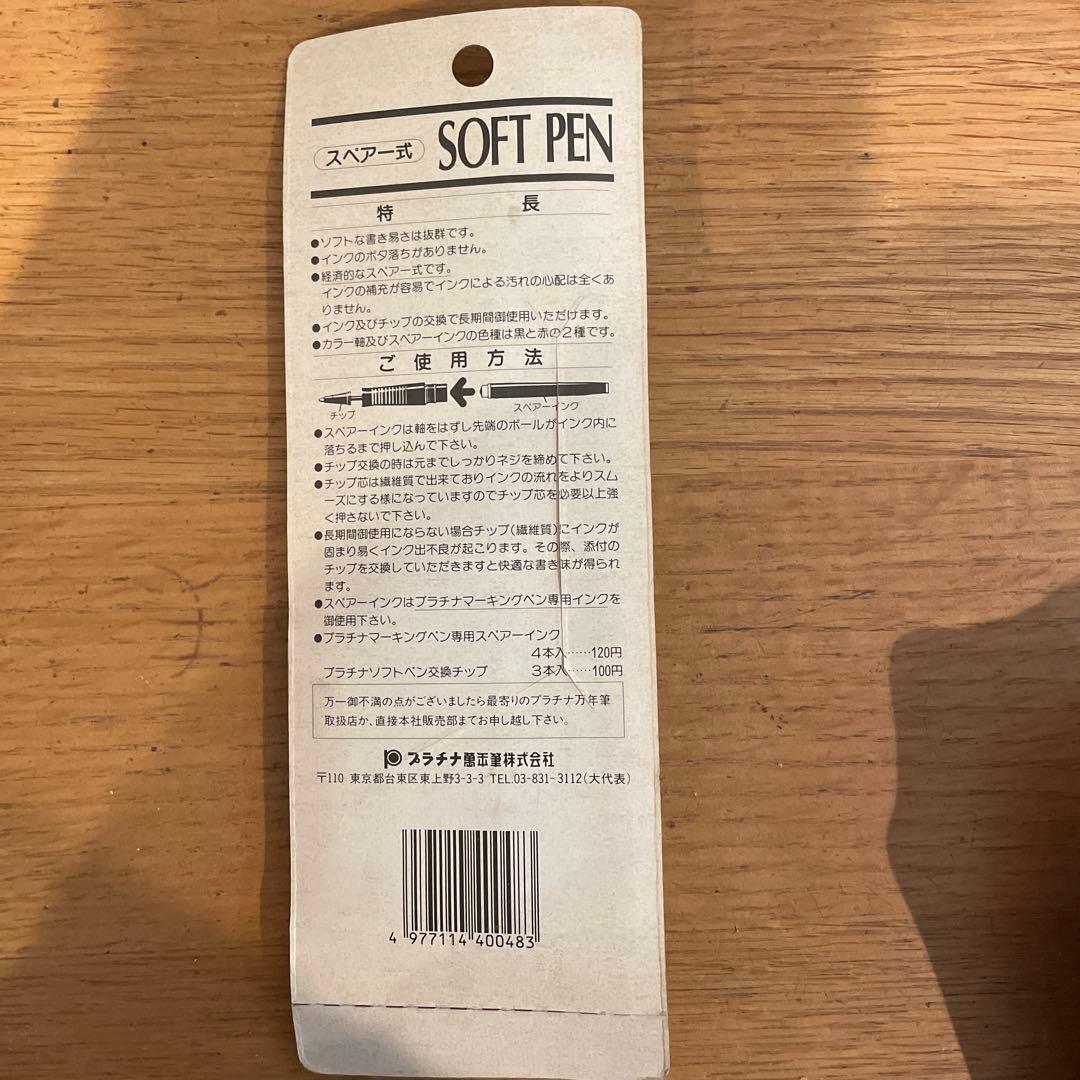 スペアー式 SOFT PEN
特長
●ソフトな書き易さは抜群です。
●インクのボタ落ちがありません。
●経済的なスペアー式です。
インクの補充が容易でインクによる汚れの心配は全くあ
りません。
●インク及びチップの交換で長期間御使用いただけます。
●カラー軸及びスペアーインクの色種は黒と赤の2種です。
ご使用方法
チップ スペアーインク
●スペアーインクは軸をはずし先端のボールがインク内に
落ちるまで押し込んで下さい。
●チップ交換の時は元までしっかりネジを締めて下さい。
●チップ芯は繊維質で出来ておりインクの流れをよりスム
ーズにする様になっていますのでチップ芯を必要以上強
く押さないで下さい。
●長期間御使用にならない場合チップ(繊維質)にインクが
固まり易くインク出不良が起こります。その際、添付の
チップを交換していただきますと快適な書き味が得られ
ます。
●スペアーインクはプラチナマーキングペン専用インクを
御使用下さい。
●プラチナマーキングペン専用スペアーインク
4本入……120円
プラチナソフトペン交換チップ 3本入……100円
万一御不満の点がございましたら最寄りのプラチナ万年筆
取扱店か、直接本社販売部までお申し越し下さい。
プラチナ萬年筆株式会社
〒110 東京都台東区東上野3-3-3 TEL.03-831-3112(大代表)
4 977114 400483